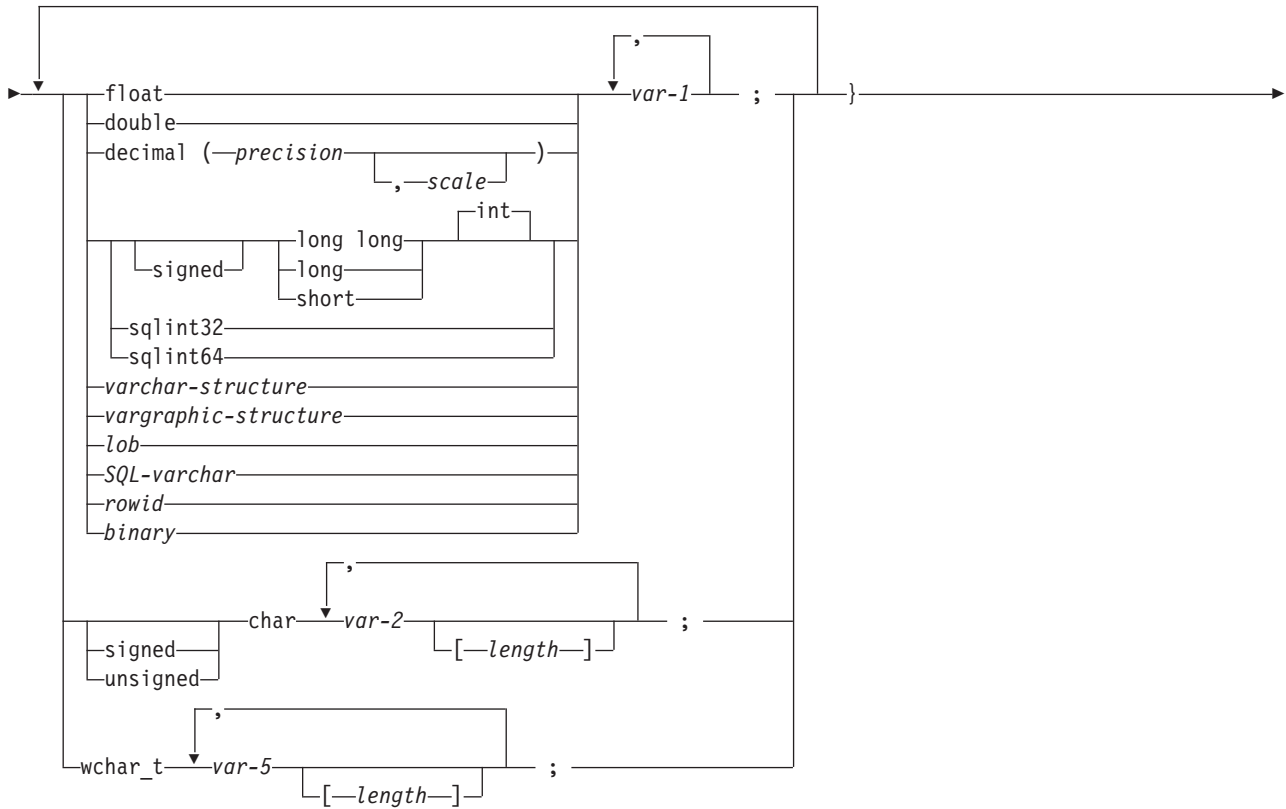 ,
float var-1 ; }
double
decimal ( precision )
, scale
int
long long
signed long
short
sqlint32
sqlint64
varchar-structure
vargraphic-structure
lob
SQL-varchar
rowid
binary
,
char var-2 ;
signed [ length ]
unsigned
,
wchar_t var-5 ;
[ length ]